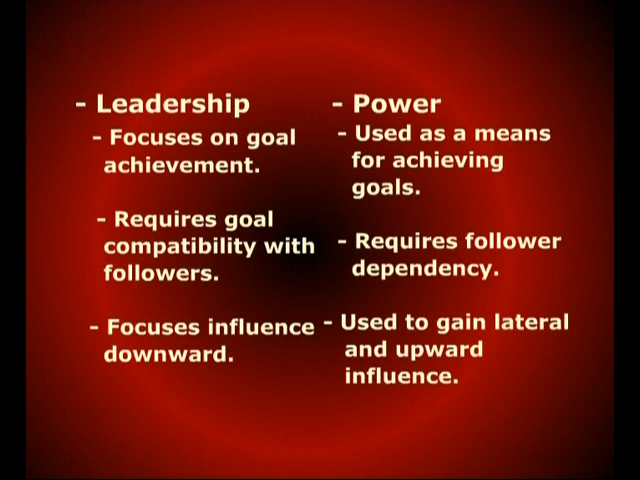 - Leadership
- Focuses on goal
achievement.
- Requires goal
compatibility with
followers.
- Focuses influence
downward.
- Power
- Used as a means
for achieving
goals.
- Requires follower
dependency.
- Used to gain lateral
and upward
influence.